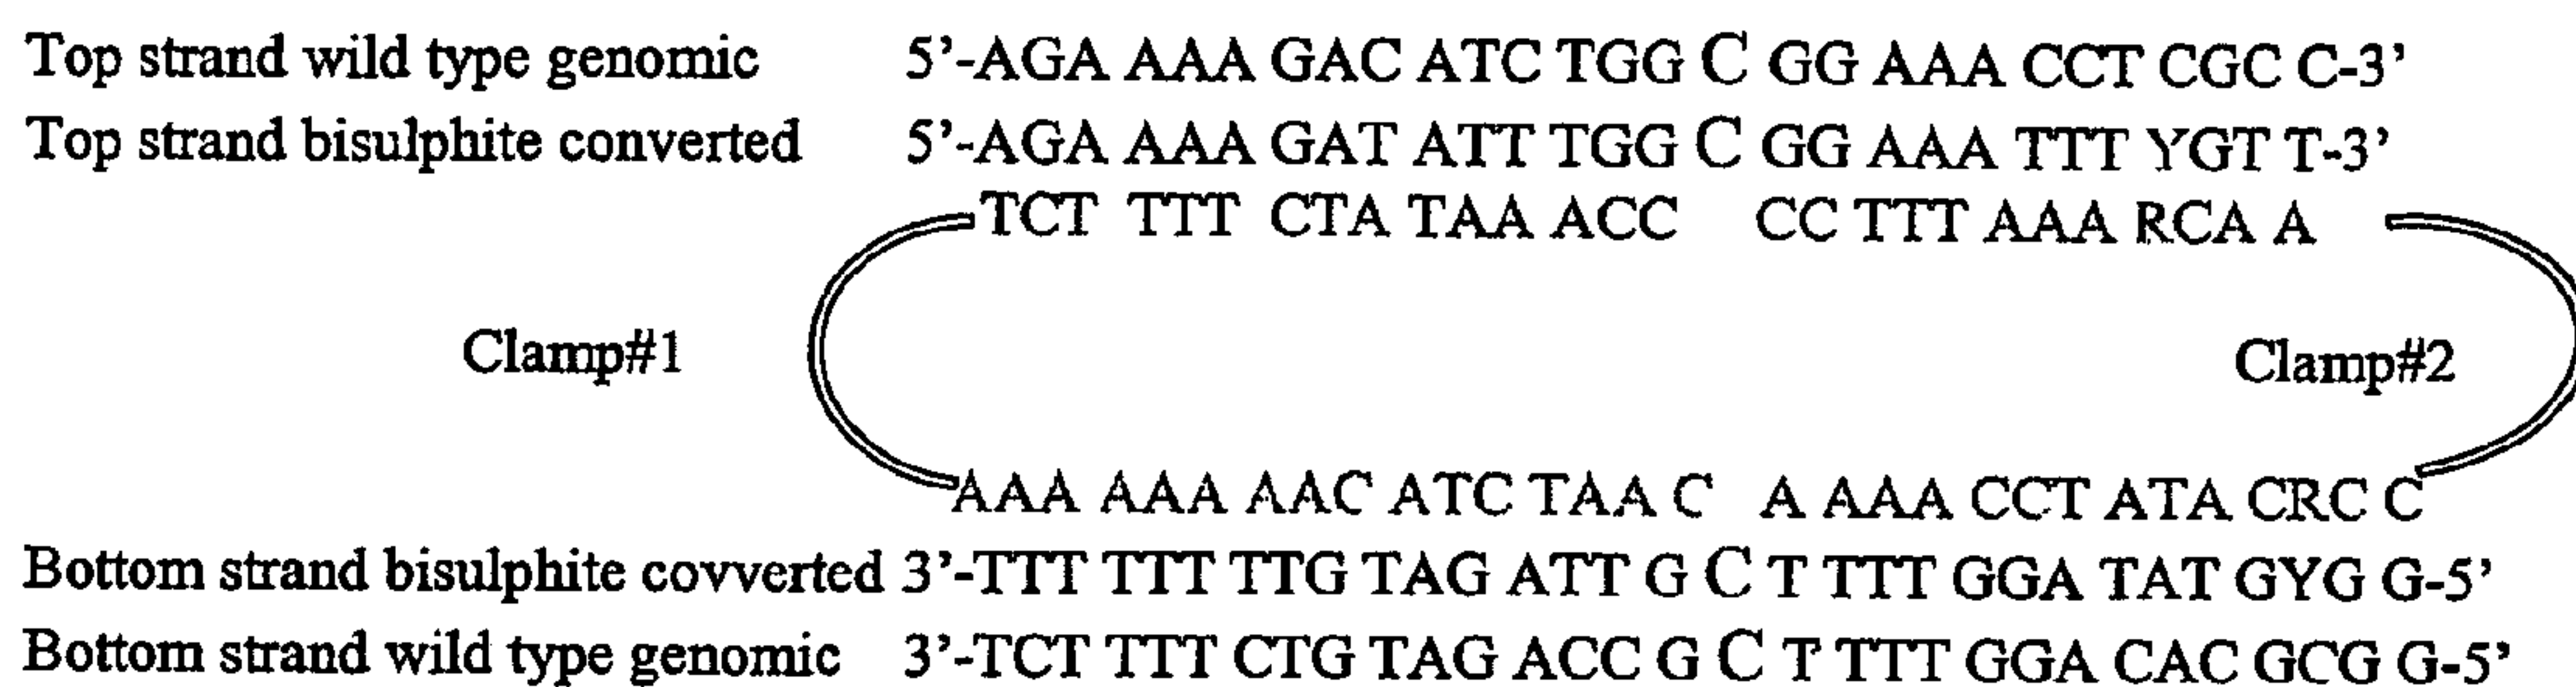 Top strand wild type genomic 5’-AGA AAA GAC ATC TGG C GG AAA CCT CGC C-3’
Top strand bisulphite converted 5’-AGA AAA GAT ATT TGG C GG AAA TTT YGT T-3’
TCT TTT CTA TAA ACC CC TTT AAA RCA A
Clamp#1
Clamp#2
AAA AAA AAC ATC TAA C A AAA CCT ATA CRC C
Bottom strand bisulphite covverted 3’-TTT TTT TTG TAG ATT G C T TTT GGA TAT GYG G-5’
Bottom strand wild type genomic 3’-TCT TTT CTG TAG ACC G C T TTT GGA CAC GCG G-5’